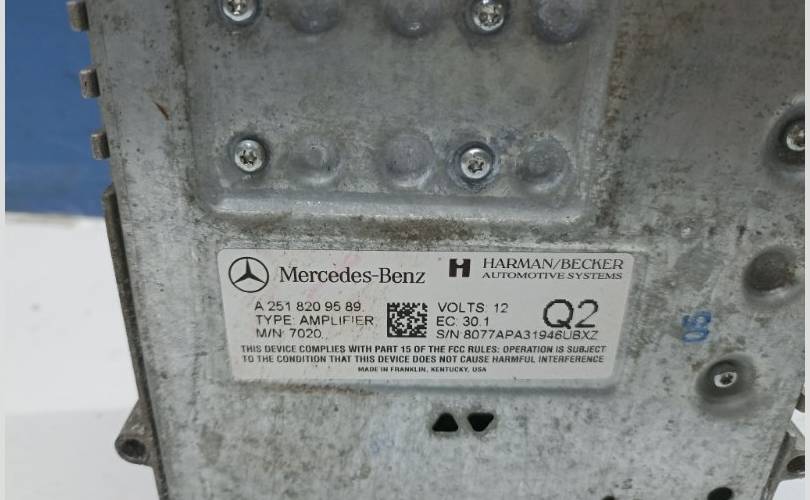 Mercedes-Benz
HARMAN/BECKER
AUTOMOTIVE SYSTEMS
A 251 820 95 89
TYPE: AMPLIFIER
M/N: 7020
VOLTS: 12
EC: 30.1
Q2
S/N: 8077APA31946UBXZ
THIS DEVICE COMPLIES WITH PART 15 OF THE FCC RULES: OPERATION IS SUBJECT
TO THE CONDITION THAT THIS DEVICE DOES NOT CAUSE HARMFUL INTERFERENCE
MADE IN FRANKLIN, KENTUCKY, USA